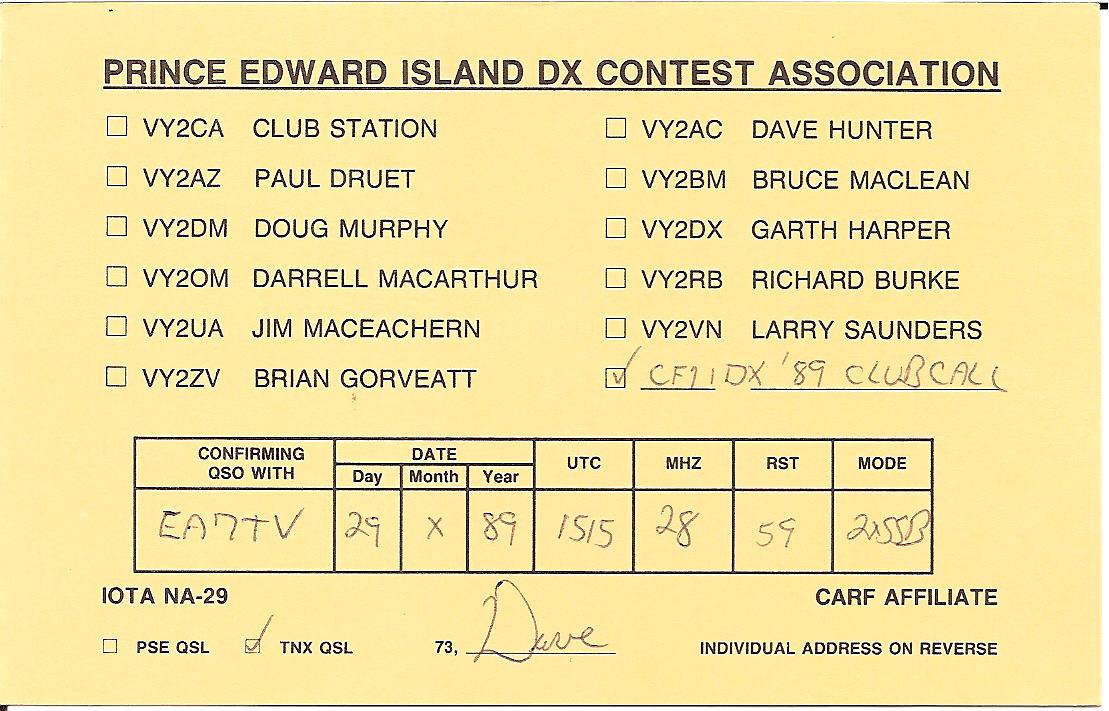 PRINCE EDWARD ISLAND DX CONTEST ASSOCIATION
VY2CA CLUB STATION
VY2AC DAVE HUNTER
VY2AZ PAUL DRUET
VY2BM BRUCE MACLEAN
VY2DM DOUG MURPHY
VY2DX GARTH HARPER
VY2OM DARRELL MACARTHUR
VY2RB RICHARD BURKE
VY2UA JIM MACEACHERN
VY2VN LARRY SAUNDERS
VY2ZV BRIAN GORVEATT
'89 CLUB CALL
CONFIRMING QSO WITH DATE UTC MHZ RST MODE
Day Month Year
EA7TV 29 X 89 1515 28 59 2xSSB
IOTA NA-29 CARF AFFILIATE
PSE QSL TNX QSL 73, Dave INDIVIDUAL ADDRESS ON REVERSE